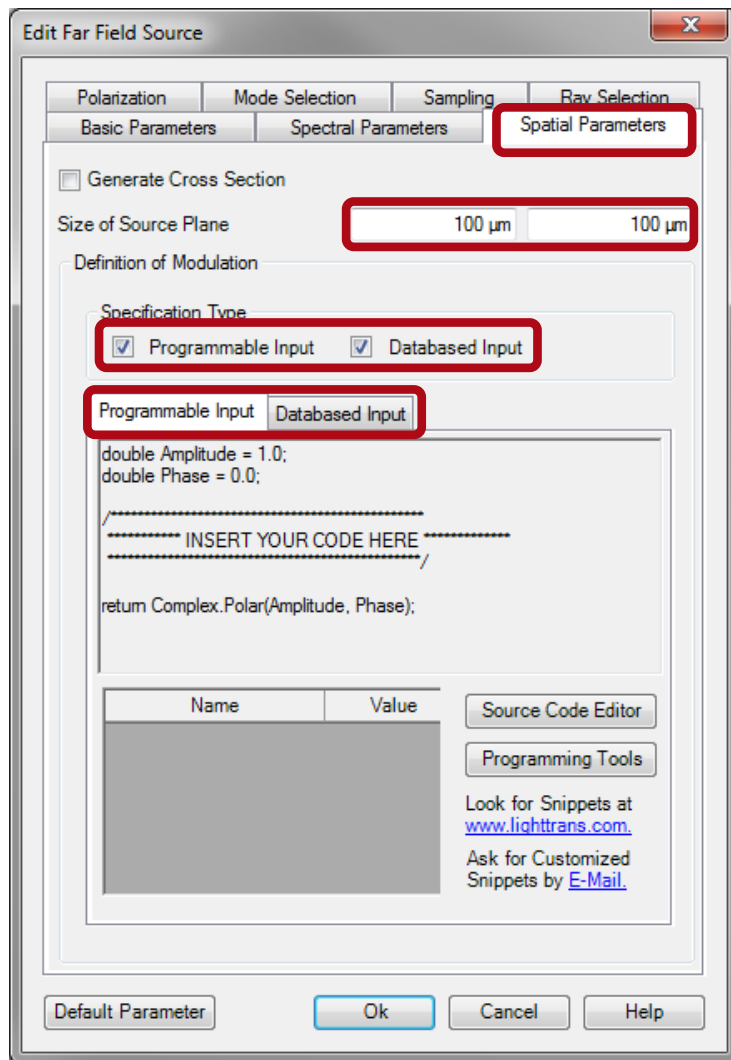 Edit Far Field Source
Polarization Mode Selection Sampling Ray Selection
Basic Parameters Spectral Parameters Spatial Parameters
Generate Cross Section
Size of Source Plane 100 µm 100 µm
Definition of Modulation
Specification Type
Programmable Input Databased Input
Programmable Input Databased Input
double Amplitude = 1.0;
double Phase = 0.0;
/***********************************************
*********** INSERT YOUR CODE HERE *************
***********************************************/
return Complex.Polar(Amplitude, Phase);
Name Value
Source Code Editor
Programming Tools
Look for Snippets at
www.lighttrans.com.
Ask for Customized
Snippets by E-Mail.
Default Parameter Ok Cancel Help